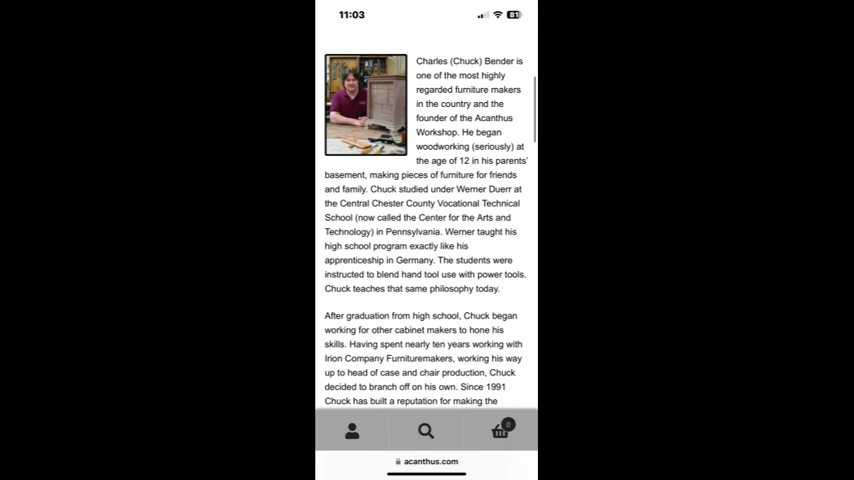 11:03
81
Charles (Chuck) Bender is
one of the most highly
regarded furniture makers
in the country and the
founder of the Acanthus
Workshop. He began
woodworking (seriously) at
the age of 12 in his parents'
basement, making pieces of furniture for friends
and family. Chuck studied under Werner Duerr at
the Central Chester County Vocational Technical
School (now called the Center for the Arts and
Technology) in Pennsylvania. Werner taught his
high school program exactly like his
apprenticeship in Germany. The students were
instructed to blend hand tool use with power tools.
Chuck teaches that same philosophy today.
After graduation from high school, Chuck began
working for other cabinet makers to hone his
skills. Having spent nearly ten years working with
Irion Company Furnituremakers, working his way
up to head of case and chair production, Chuck
decided to branch off on his own. Since 1991
Chuck has built a reputation for making the
0
acanthus.com